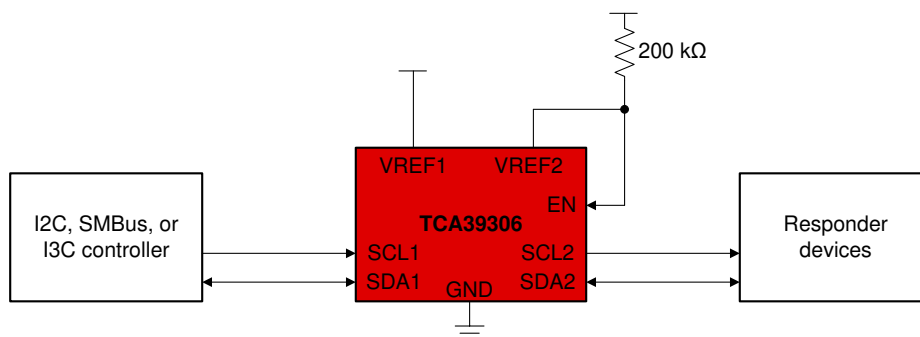 200 kΩ
VREF1
VREF2
EN
I2C, SMBus, or
I3C controller
TCA39306
Responder
devices
SCL1
SCL2
SDA1
SDA2
GND